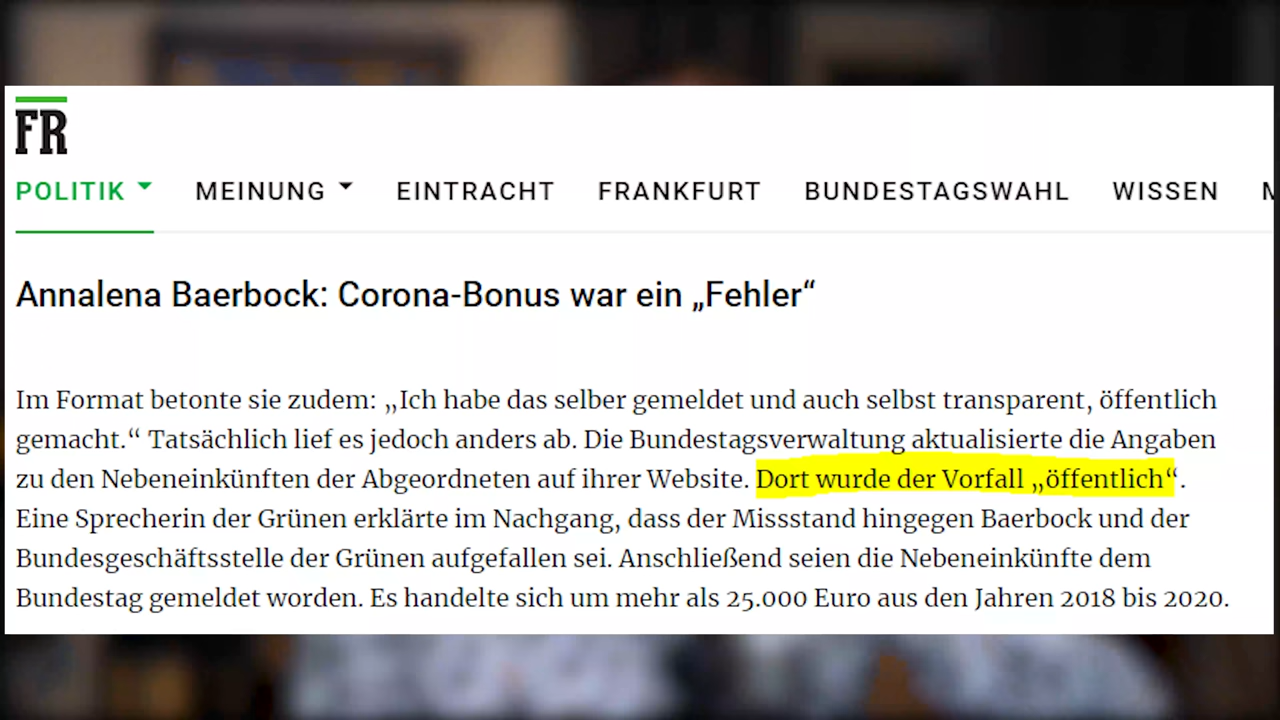 FR
POLITIK MEINUNG EINTRACHT FRANKFURT BUNDESTAGSWAHL WISSEN
Annalena Baerbock: Corona-Bonus war ein „Fehler“
Im Format betonte sie zudem: „Ich habe das selber gemeldet und auch selbst transparent, öffentlich
gemacht.“ Tatsächlich lief es jedoch anders ab. Die Bundestagsverwaltung aktualisierte die Angaben
zu den Nebeneinkünften der Abgeordneten auf ihrer Website. Dort wurde der Vorfall „öffentlich“.
Eine Sprecherin der Grünen erklärte im Nachgang, dass der Missstand hingegen Baerbock und der
Bundesgeschäftsstelle der Grünen aufgefallen sei. Anschließend seien die Nebeneinkünfte dem
Bundestag gemeldet worden. Es handelte sich um mehr als 25.000 Euro aus den Jahren 2018 bis 2020.